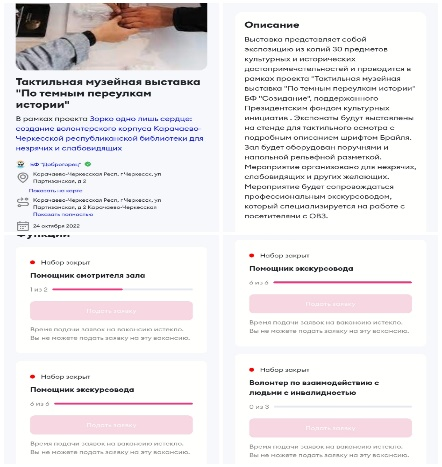 Тактильная музейная выставка
"По темным переулкам
истории"
В рамках проекта Зорко одно лишь сердце:
создание волонтерского корпуса Карачаево-
Черкесской республиканской библиотеки для
незрячих и слабовидящих
Карачаево-Черкесская Респ, г Черкесск, ул
Партизанская, д 2
Показать на карте
Карачаево-Черкесская Респ, г Черкесск, ул
Партизанская, д 2 Карачаево-Черкесская
Показать полностью
24 октября 2022
Функции
Набор закрыт
Помощник смотрителя зала
1 из 2
Подать заявку
Время подачи заявок на вакансию истекло.
Вы не можете подать заявку на эту вакансию.
Набор закрыт
Помощник экскурсовода
6 из 6
Подать заявку
Время подачи заявок на вакансию истекло.
Вы не можете подать заявку на эту вакансию.
Описание
Выставка представляет собой
экспозицию из копий 30 предметов
культурных и исторических
достопримечательностей и проводится в
рамках проекта "Тактильная музейная
выставка "По темным переулкам истории"
БФ "Созидание", поддержанного
Президентским фондом культурных
инициатив . Экспонаты будут выставлены
на стенде для тактильного осмотра с
подробным описанием шрифтом Брайля.
Зал будет оборудован поручнями и
напольной рельефной разметкой.
Мероприятие организовано для незрячих,
слабовидящих и других желающих.
Мероприятие будет сопровождаться
профессиональным экскурсоводом,
который специализируется на работе с
посетителями с ОВЗ.
Набор закрыт
Помощник экскурсовода
6 из 6
Подать заявку
Время подачи заявок на вакансию истекло.
Вы не можете подать заявку на эту вакансию.
Набор закрыт
Волонтер по взаимодействию с
людьми с инвалидностью
0 из 3
Подать заявку
Время подачи заявок на вакансию истекло.
Вы не можете подать заявку на эту вакансию.